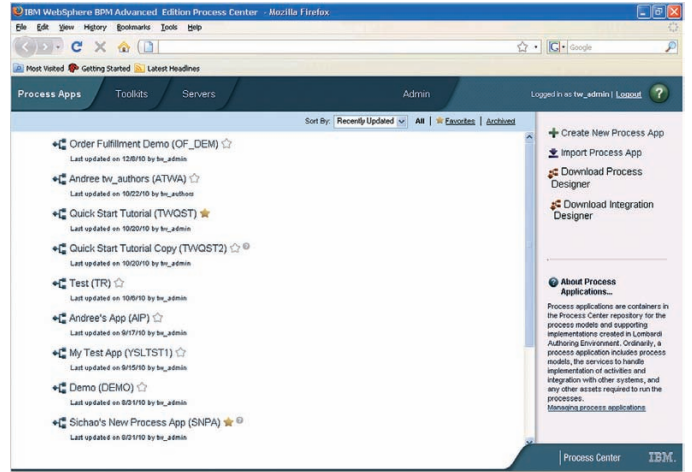 IBM WebSphere BPM Advanced Edition Process Center - Mozilla Firefox
File Edit View History Bookmarks Tools Help
Google
Most Visited Getting Started Latest Headlines
Process Apps Toolkits Servers Admin Logged in as tw_admin | Logout ?
Sort By: Recently Updated All | Favorites | Archived
Order Fulfillment Demo (OF_DEM)
Last updated on 12/8/10 by tw_admin
Andree tw_authors (ATWA)
Last updated on 10/22/10 by tw_authors
Quick Start Tutorial (TWQST)
Last updated on 10/20/10 by tw_admin
Quick Start Tutorial Copy (TWQST2)
Last updated on 10/20/10 by tw_admin
Test (TR)
Last updated on 10/6/10 by tw_admin
Andree's App (AIP)
Last updated on 9/17/10 by tw_admin
My Test App (YSLTST1)
Last updated on 9/15/10 by tw_admin
Demo (DEMO)
Last updated on 8/31/10 by tw_admin
Sichao's New Process App (SNPA)
Last updated on 8/31/10 by tw_admin
Create New Process App
Import Process App
Download Process
Designer
Download Integration
Designer
About Process
Applications...
Process applications are containers in
the Process Center repository for the
process models and supporting
implementations created in Lombardi
Authoring Environment. Ordinarily, a
process application includes process
models, the services to handle
implementation of activities and
integration with other systems, and
any other assets required to run the
processes.
Managing process applications
Process Center IBM.